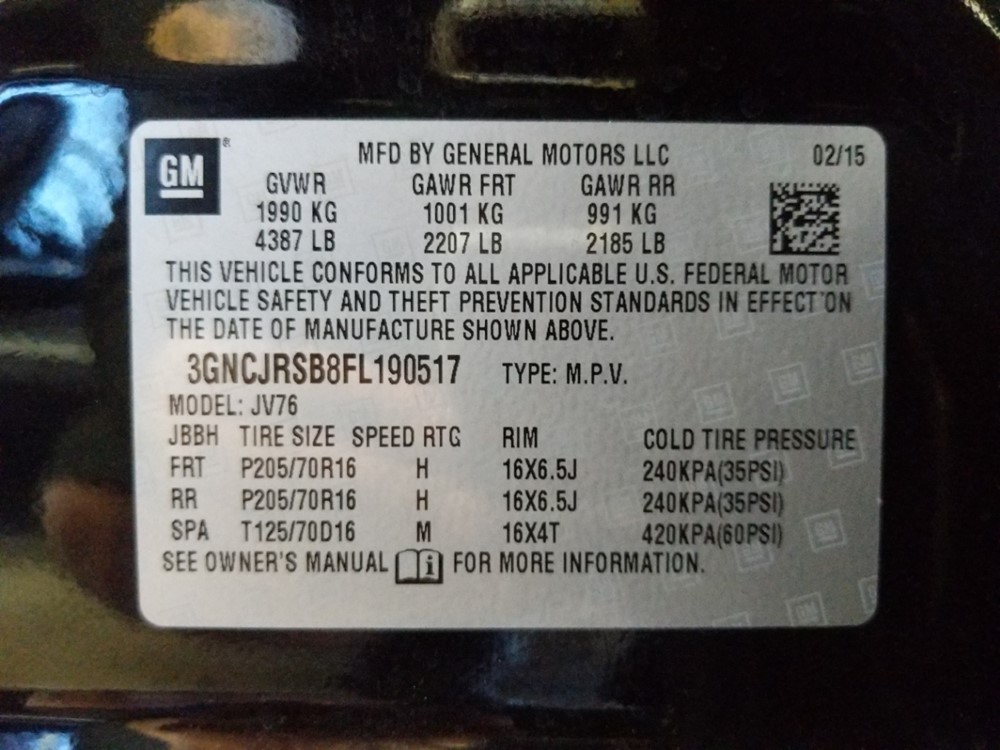 GM ®
MFD BY GENERAL MOTORS LLC 02/15
GVWR GAWR FRT GAWR RR
1990 KG 1001 KG 991 KG
4387 LB 2207 LB 2185 LB
THIS VEHICLE CONFORMS TO ALL APPLICABLE U.S. FEDERAL MOTOR
VEHICLE SAFETY AND THEFT PREVENTION STANDARDS IN EFFECT ON
THE DATE OF MANUFACTURE SHOWN ABOVE.
3GNCJRSB8FL190517 TYPE: M.P.V.
MODEL: JV76
JBBH TIRE SIZE SPEED RTG RIM COLD TIRE PRESSURE
FRT P205/70R16 H 16X6.5J 240KPA(35PSI)
RR P205/70R16 H 16X6.5J 240KPA(35PSI)
SPA T125/70D16 M 16X4T 420KPA(60PSI)
SEE OWNER'S MANUAL i FOR MORE INFORMATION.